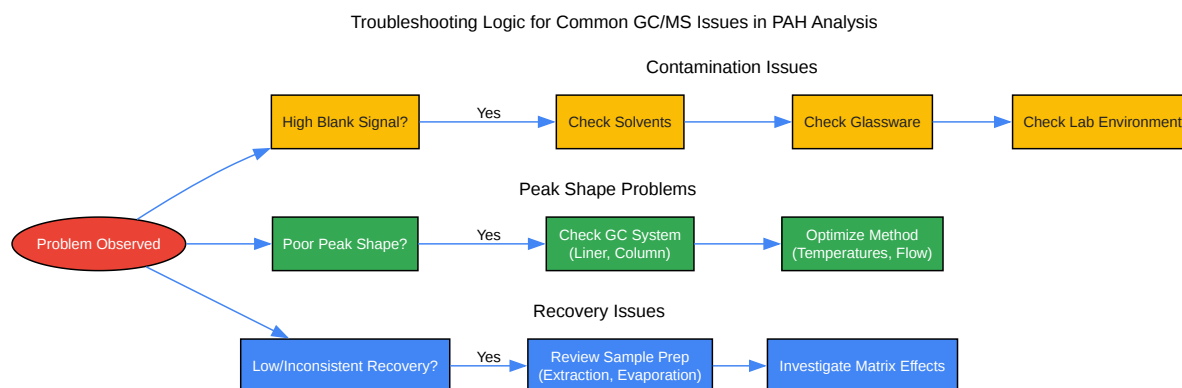 Troubleshooting Logic for Common GC/MS Issues in PAH Analysis
Contamination Issues
High Blank Signal?
Yes
Check Solvents
Check Glassware
Check Lab Environment
Peak Shape Problems
Problem Observed
Poor Peak Shape?
Yes
Check GC System
(Liner, Column)
Optimize Method
(Temperatures, Flow)
Recovery Issues
Low/Inconsistent Recovery?
Yes
Review Sample Prep
(Extraction, Evaporation)
Investigate Matrix Effects